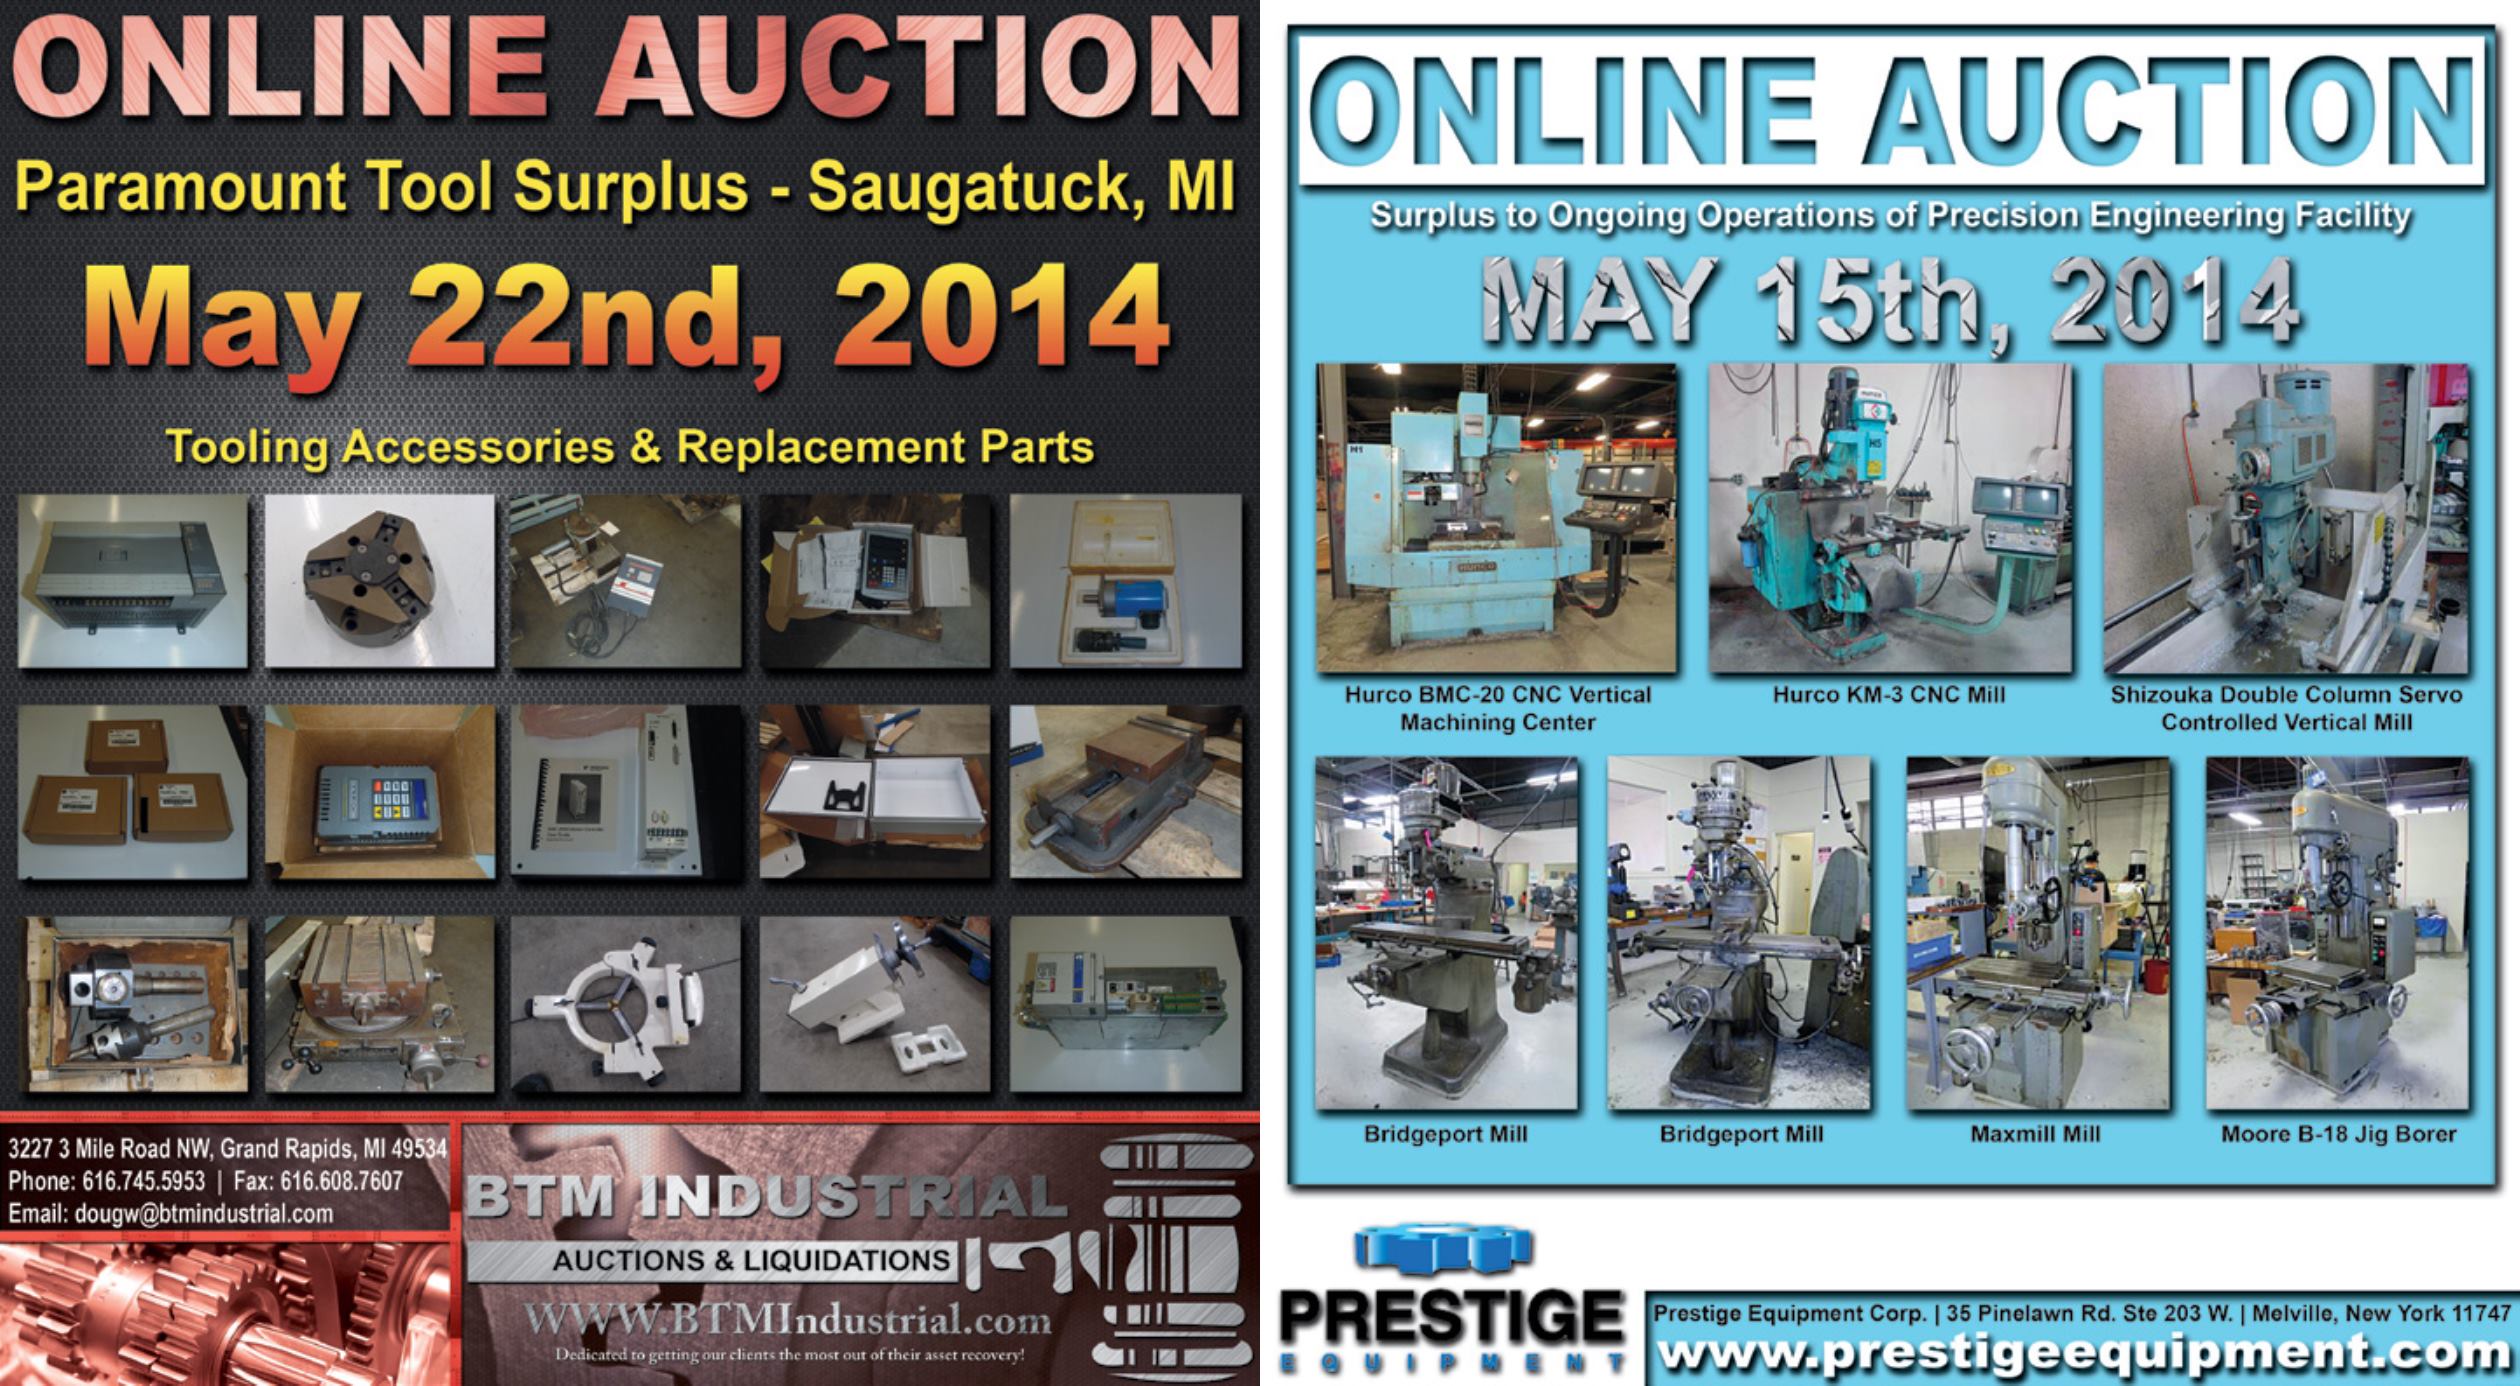 ONLINE AUCTION
Paramount Tool Surplus - Saugatuck, MI
May 22nd, 2014
Tooling Accessories & Replacement Parts
3227 3 Mile Road NW, Grand Rapids, MI 49534
Phone: 616.745.5953 | Fax: 616.608.7607
Email: dougw@btmindustrial.com
BTM INDUSTRIAL
AUCTIONS & LIQUIDATIONS
WWW.BTMIndustrial.com
Dedicated to getting our clients the most out of their asset recovery!
ONLINE AUCTION
Surplus to Ongoing Operations of Precision Engineering Facility
MAY 15th, 2014
H1
HURCO
H5
Hurco BMC-20 CNC Vertical
Machining Center
Hurco KM-3 CNC Mill
Shizouka Double Column Servo
Controlled Vertical Mill
Bridgeport Mill
Bridgeport Mill
Maxmill Mill
Moore B-18 Jig Borer
PRESTIGE
EQUIPMENT
Prestige Equipment Corp. | 35 Pinelawn Rd. Ste 203 W. | Melville, New York 11747
www.prestigeequipment.com